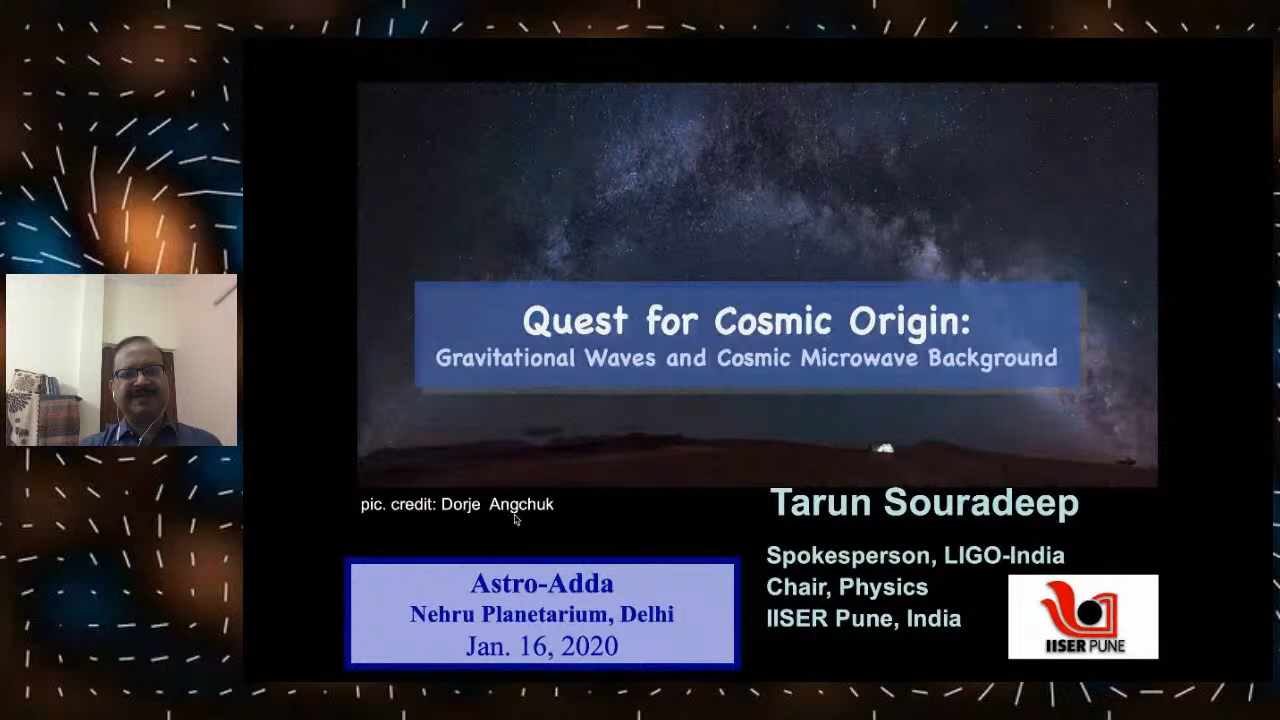 Quest for Cosmic Origin:
Gravitational Waves and Cosmic Microwave Background
pic. credit: Dorje Angchuk
Tarun Souradeep
Spokesperson, LIGO-India
Chair, Physics
IISER Pune, India
Astro-Adda
Nehru Planetarium, Delhi
Jan. 16, 2020
IISER PUNE